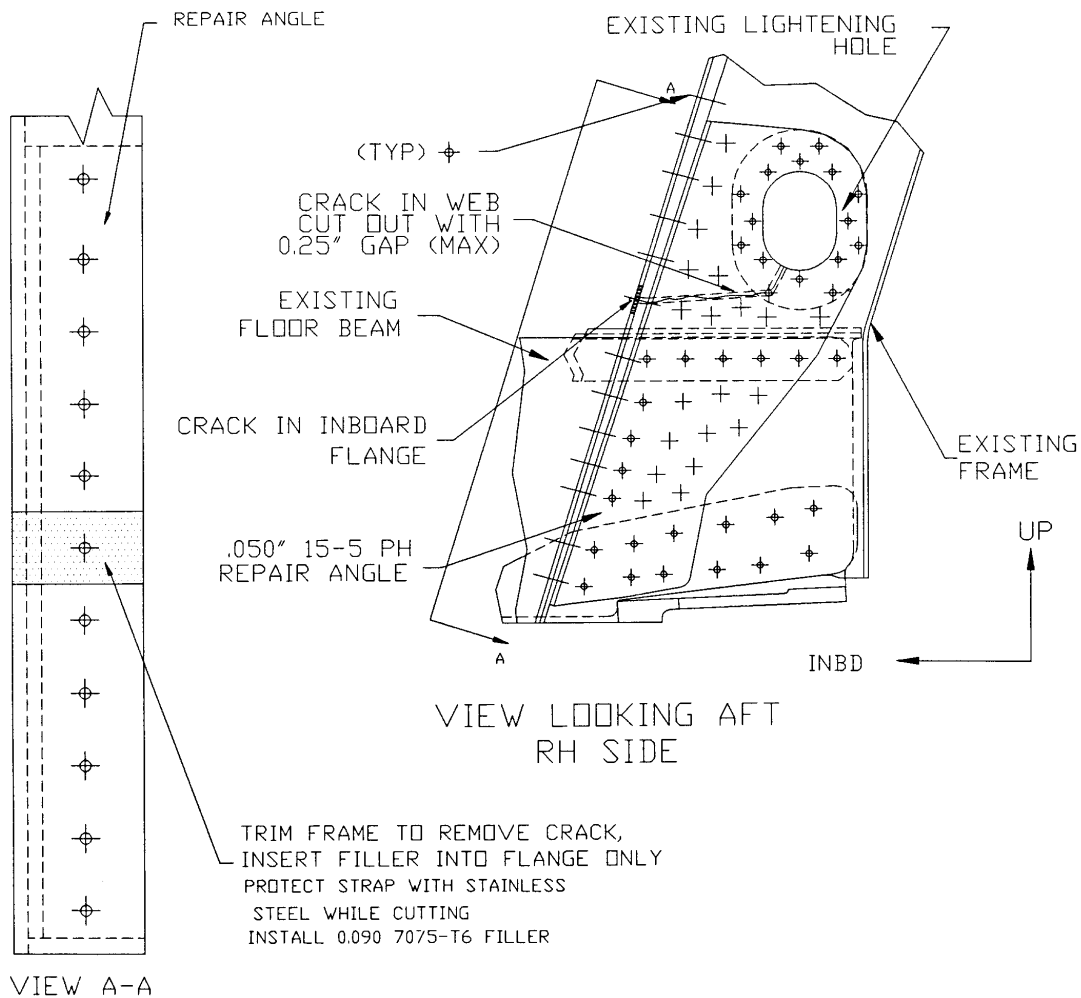 REPAIR ANGLE
EXISTING LIGHTENING
HOLE
A
(TYP)
CRACK IN WEB
CUT OUT WITH
0.25" GAP (MAX)
EXISTING
FLOOR BEAM
CRACK IN INBOARD
FLANGE
EXISTING
FRAME
.050" 15-5 PH
REPAIR ANGLE
UP
A
INBD
VIEW LOOKING AFT
RH SIDE
TRIM FRAME TO REMOVE CRACK,
INSERT FILLER INTO FLANGE ONLY
PROTECT STRAP WITH STAINLESS
STEEL WHILE CUTTING
INSTALL 0.090 7075-T6 FILLER
VIEW A-A